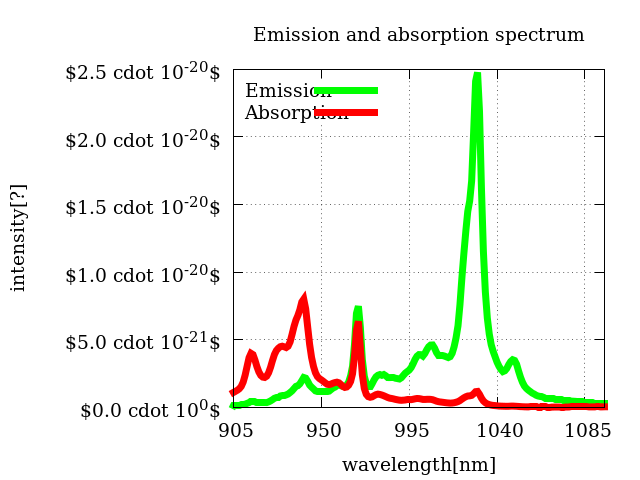 Emission and absorption spectrum
$2.5 cdot 10^-20$
$2.0 cdot 10^-20$
$1.5 cdot 10^-20$
$1.0 cdot 10^-20$
$5.0 cdot 10^-21$
$0.0 cdot 10^0$
intensity[?]
Emission
Absorption
905 950 995 1040 1085
wavelength[nm]